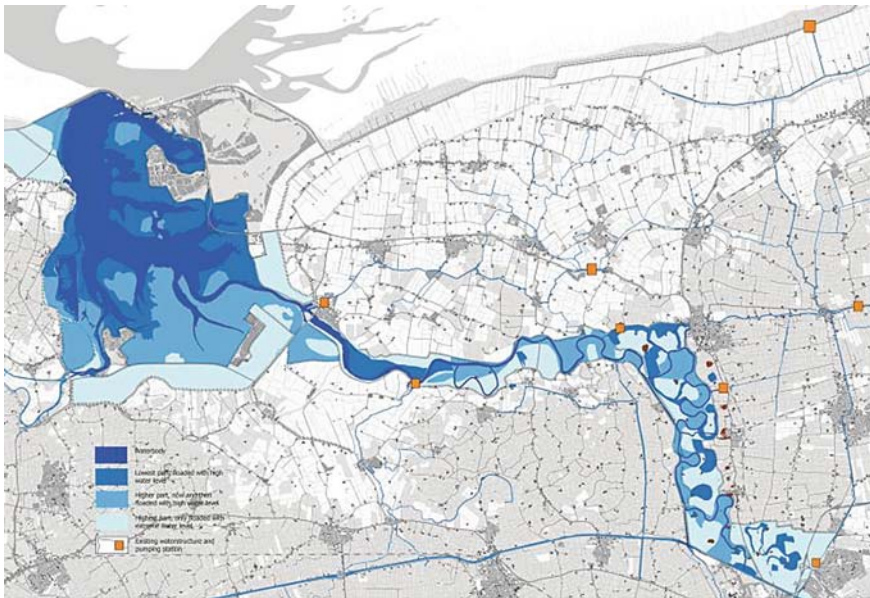 Waterbody
Lowest part, flooded with high
water level
Higher part, now and then
flooded with high water level
Highest part, only flooded with
extreme water level
Existing waterstructure and
pumping station